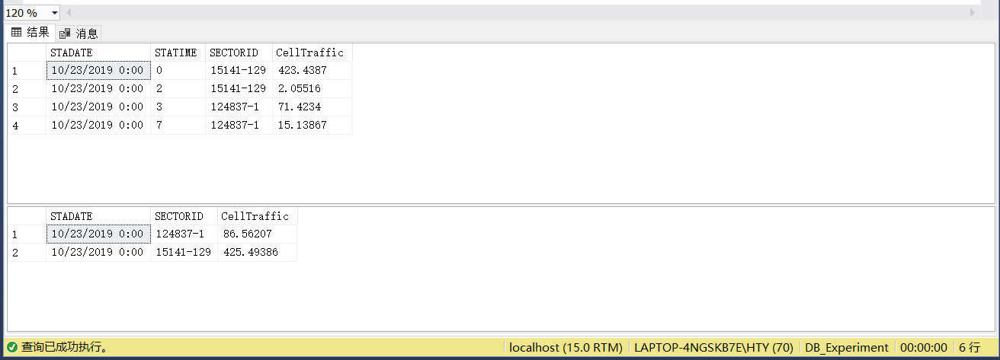 120 %
结果 消息
STADATE STATIME SECTORID CellTraffic
1 10/23/2019 0:00 0 15141-129 423.4387
2 10/23/2019 0:00 2 15141-129 2.05516
3 10/23/2019 0:00 3 124837-1 71.4234
4 10/23/2019 0:00 7 124837-1 15.13867
STADATE SECTORID CellTraffic
1 10/23/2019 0:00 124837-1 86.56207
2 10/23/2019 0:00 15141-129 425.49386
查询已成功执行。 localhost (15.0 RTM) LAPTOP-4NGSKB7E\HTY (70) DB_Experiment 00:00:00 6 行